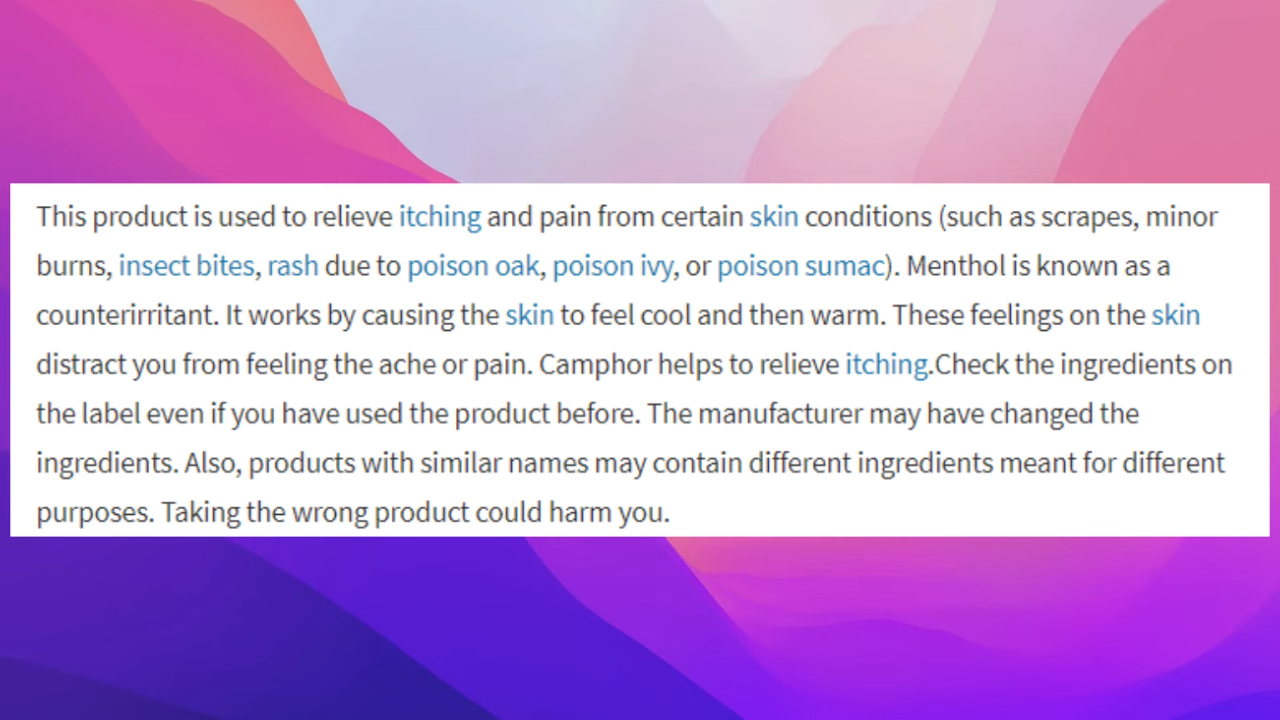 This product is used to relieve itching and pain from certain skin conditions (such as scrapes, minor
burns, insect bites, rash due to poison oak, poison ivy, or poison sumac). Menthol is known as a
counterirritant. It works by causing the skin to feel cool and then warm. These feelings on the skin
distract you from feeling the ache or pain. Camphor helps to relieve itching.Check the ingredients on
the label even if you have used the product before. The manufacturer may have changed the
ingredients. Also, products with similar names may contain different ingredients meant for different
purposes. Taking the wrong product could harm you.